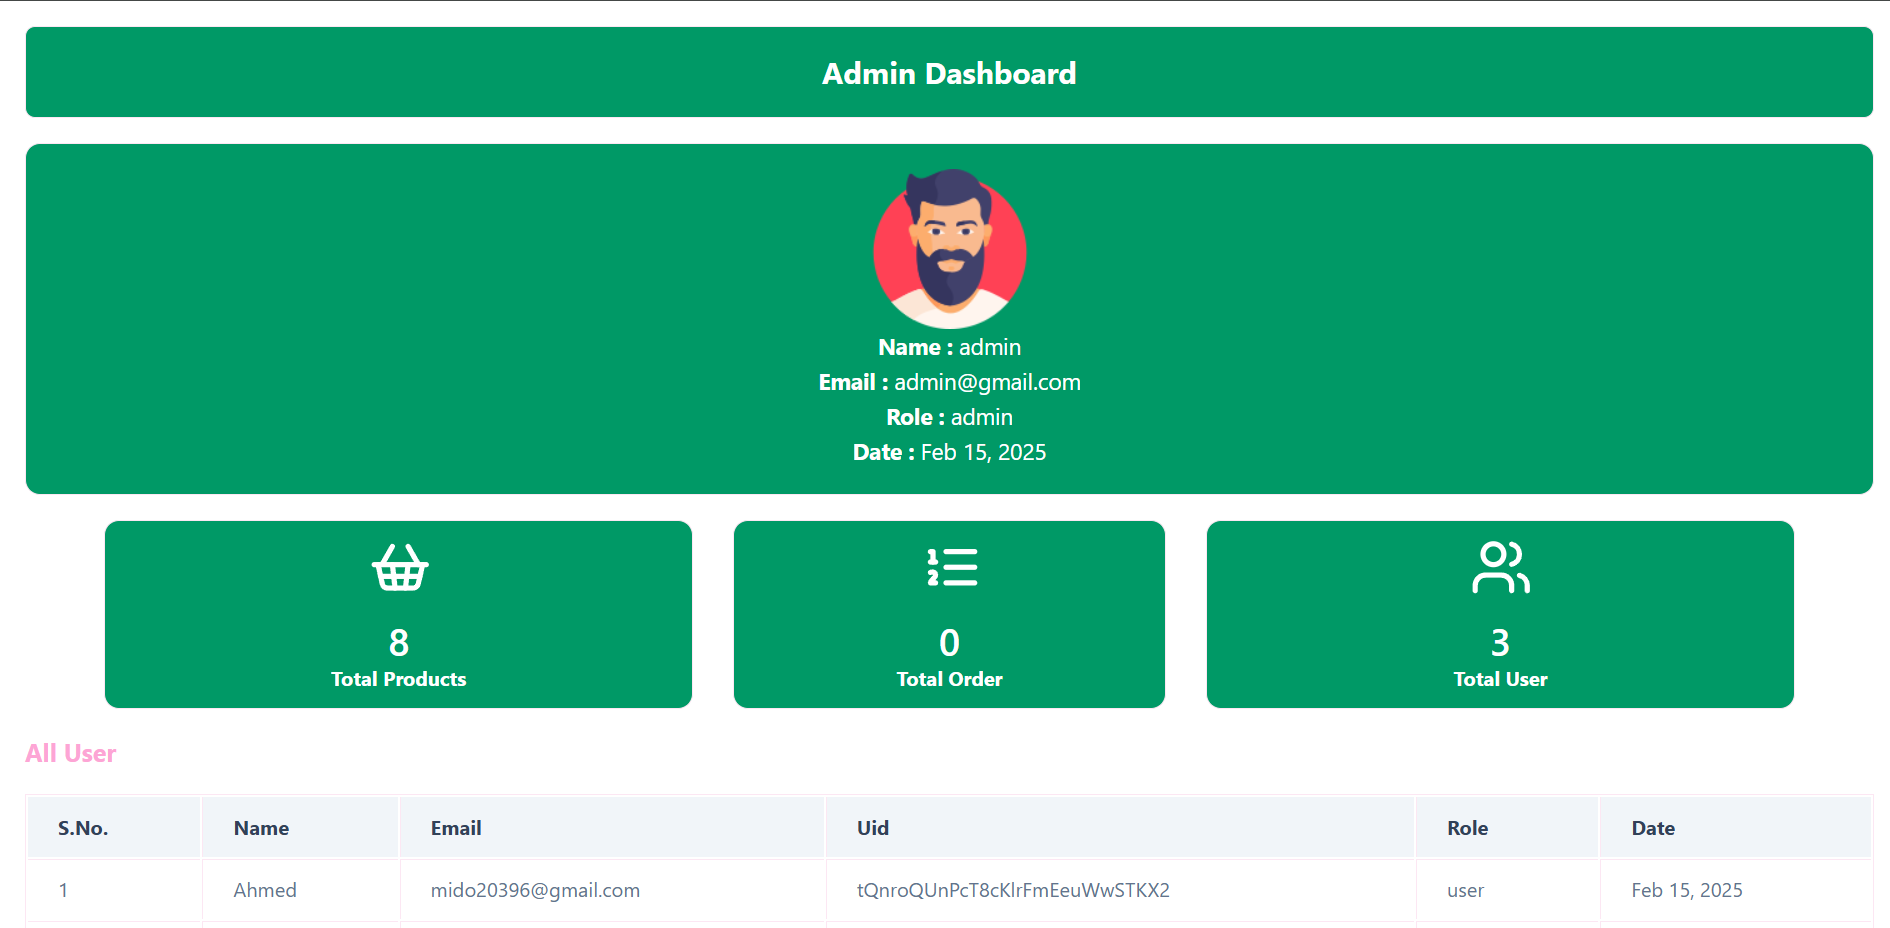 Admin Dashboard
Name : admin
Email : admin@gmail.com
Role : admin
Date : Feb 15, 2025
8
Total Products
0
Total Order
3
Total User
All User
S.No. Name Email Uid Role Date
1 Ahmed mido20396@gmail.com tQnroQUnPcT8cKlrFmEeuWwSTKX2 user Feb 15, 2025